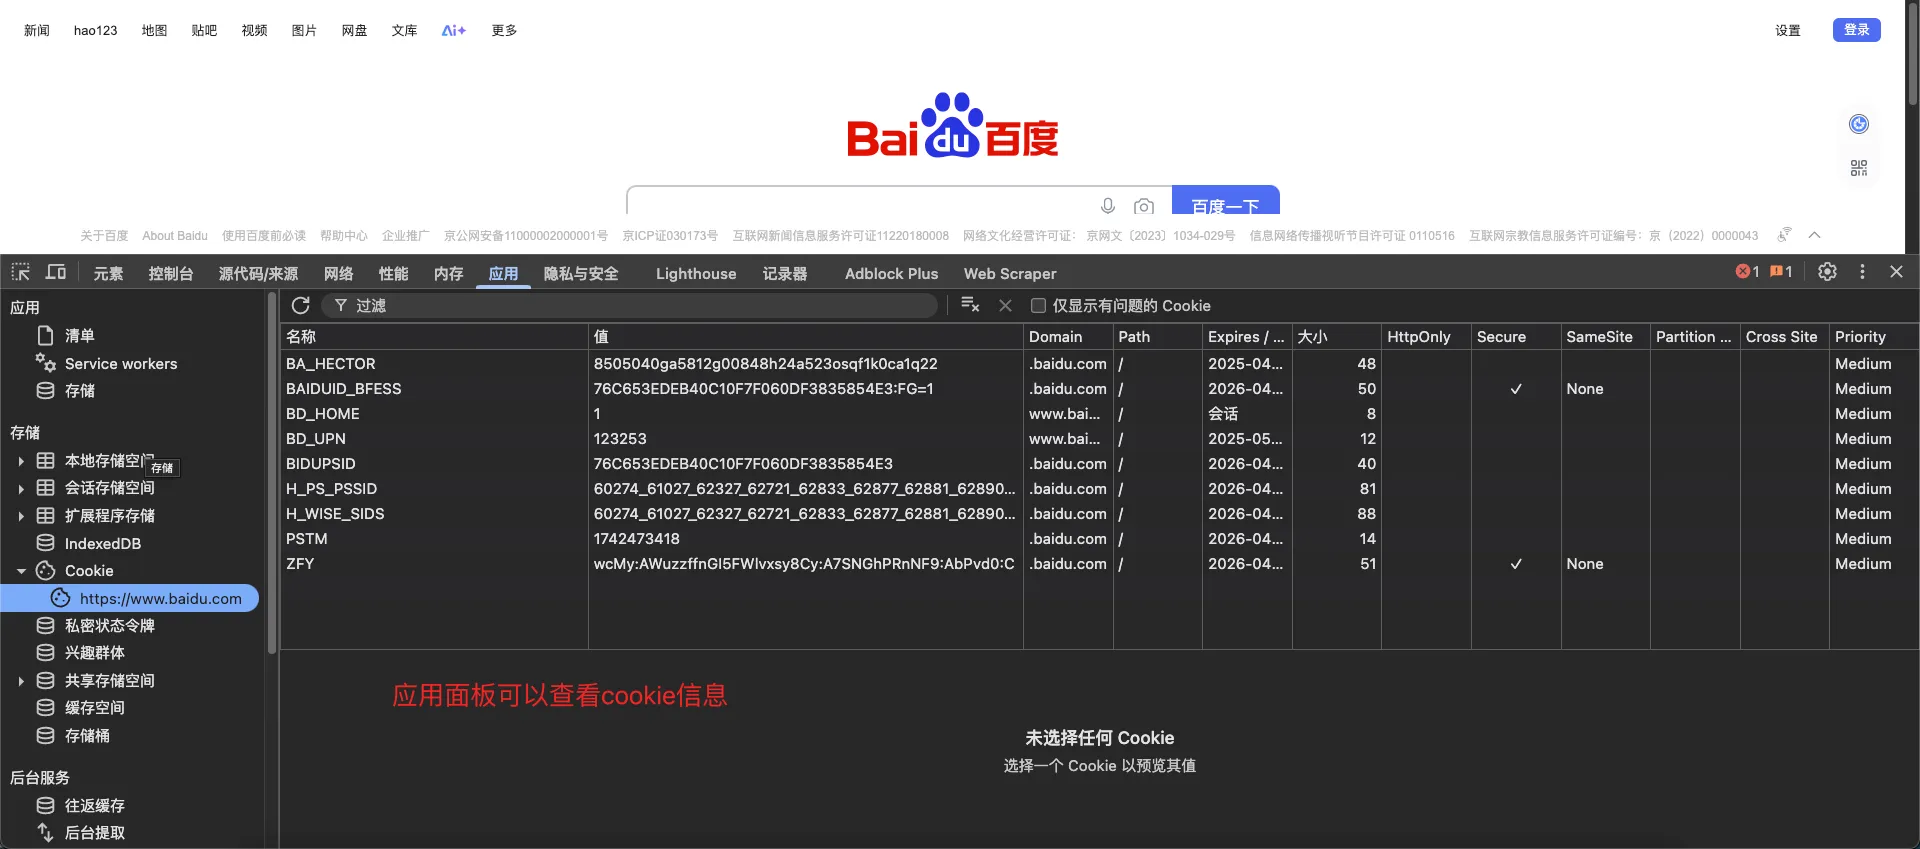 新闻 hao123 地图 贴吧 视频 图片 网盘 文库 Ai+ 更多 设置 登录
Bai du 百度
百度一下
关于百度 About Baidu 使用百度前必读 帮助中心 企业推广 京公网安备11000002000001号 京ICP证030173号 互联网新闻信息服务许可证11220180008 网络文化经营许可证： 京网文〔2023〕1034-029号 信息网络传播视听节目许可证 0110516 互联网宗教信息服务许可证编号：京（2022）0000043
元素 控制台 源代码/来源 网络 性能 内存 应用 隐私与安全 Lighthouse 记录器 Adblock Plus Web Scraper 1 1
应用
清单
Service workers
存储
存储
本地存储空间
存储
会话存储空间
扩展程序存储
IndexedDB
Cookie
https://www.baidu.com
私密状态令牌
兴趣群体
共享存储空间
缓存空间
存储桶
后台服务
往返缓存
后台提取
过滤 仅显示有问题的 Cookie
名称 值 Domain Path Expires / ... 大小 HttpOnly Secure SameSite Partition ... Cross Site Priority
BA_HECTOR 8505040ga5812g00848h24a523osqf1k0ca1q22 .baidu.com / 2025-04... 48 Medium
BAIDUID_BFESS 76C653EDEB40C10F7F060DF3835854E3:FG=1 .baidu.com / 2026-04... 50 ✓ None Medium
BD_HOME 1 www.bai... / 会话 8 Medium
BD_UPN 123253 www.bai... / 2025-05... 12 Medium
BIDUPSID 76C653EDEB40C10F7F060DF3835854E3 .baidu.com / 2026-04... 40 Medium
H_PS_PSSID 60274_61027_62327_62721_62833_62877_62881_62890... .baidu.com / 2026-04... 81 Medium
H_WISE_SIDS 60274_61027_62327_62721_62833_62877_62881_62890... .baidu.com / 2026-04... 88 Medium
PSTM 1742473418 .baidu.com / 2026-04... 14 Medium
ZFY wcMy:AWuzzffnGI5FWlvxsy8Cy:A7SNGhPRnNF9:AbPvd0:C .baidu.com / 2026-04... 51 ✓ None Medium
应用面板可以查看cookie信息
未选择任何 Cookie
选择一个 Cookie 以预览其值